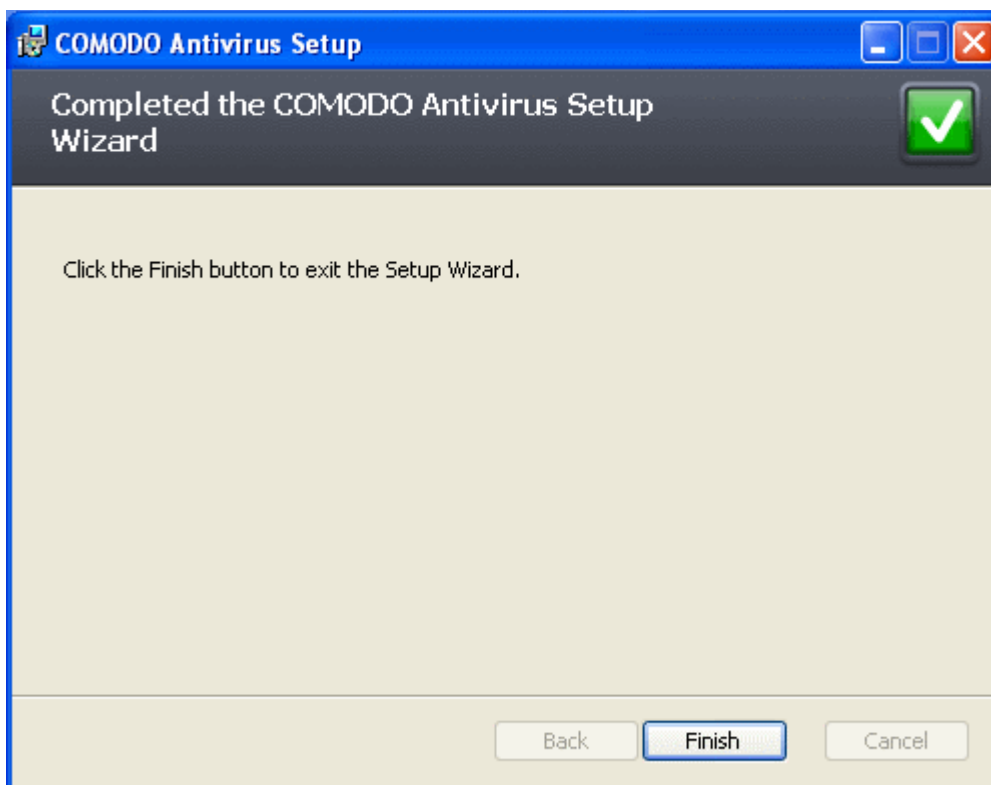 COMODO Antivirus Setup
Completed the COMODO Antivirus Setup
Wizard
Click the Finish button to exit the Setup Wizard.
Back Finish Cancel